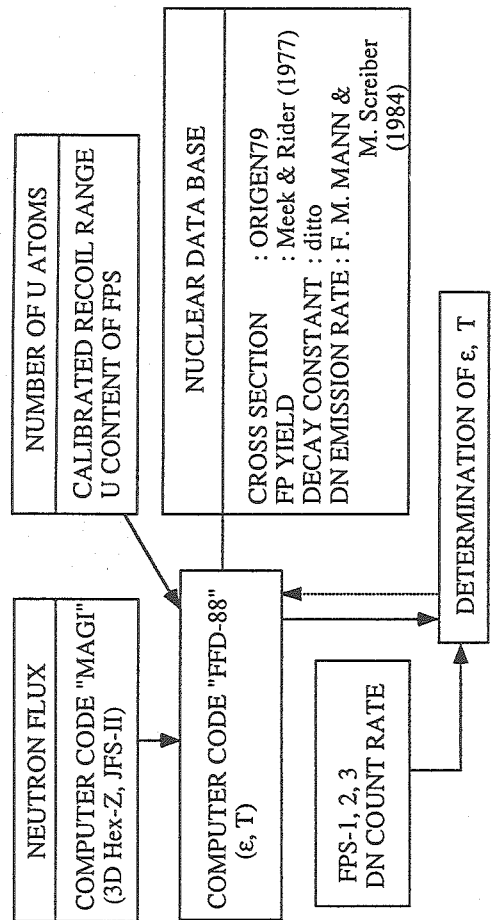 NEUTRON FLUX
COMPUTER CODE "MAGI"
(3D Hex-Z, JFS-II)
NUMBER OF U ATOMS
CALIBRATED RECOIL RANGE
U CONTENT OF FPS
COMPUTER CODE "FFD-88"
(ε, T)
NUCLEAR DATA BASE
CROSS SECTION : ORIGEN79
FP YIELD : Meek & Rider (1977)
DECAY CONSTANT : ditto
DN EMISSION RATE : F. M. MANN &
M. Screiber
(1984)
FPS-1, 2, 3
DN COUNT RATE
DETERMINATION OF ε, T